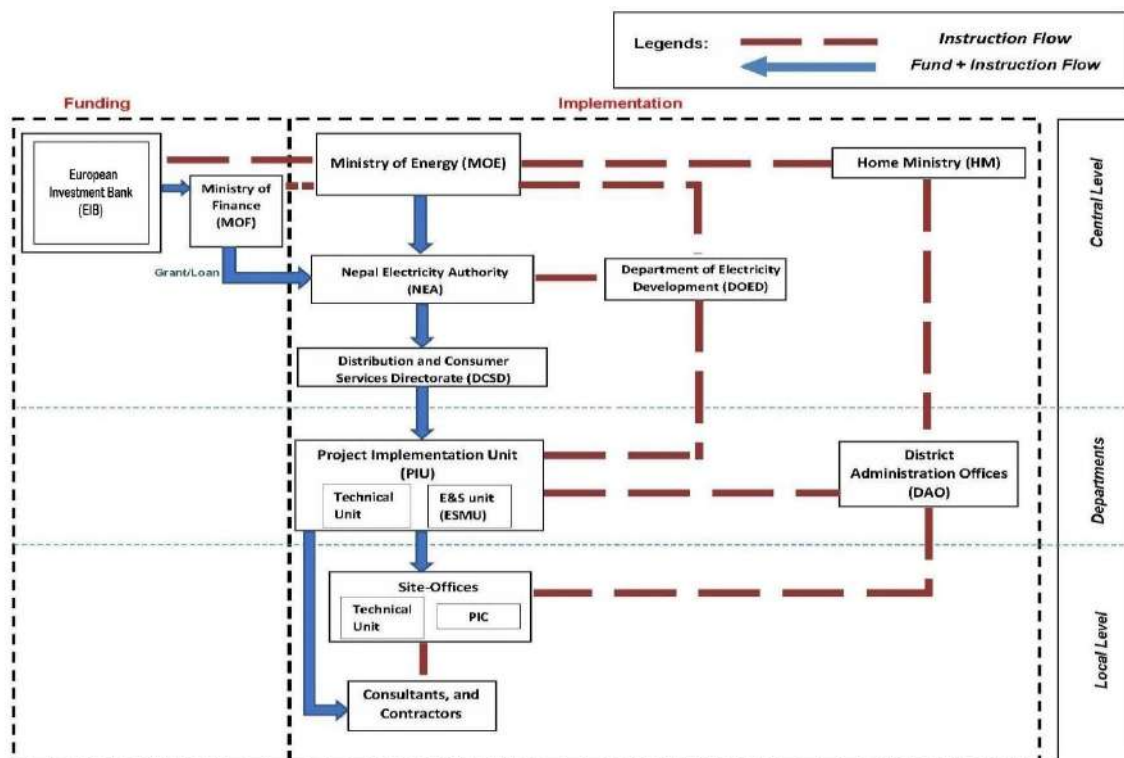 Legends:
Instruction Flow
Fund + Instruction Flow
Funding
Implementation
European
Investment Bank
(EIB)
Ministry of
Finance
(MOF)
Grant/Loan
Ministry of Energy (MOE)
Home Ministry (HM)
Nepal Electricity Authority
(NEA)
Department of Electricity
Development (DOED)
Distribution and Consumer
Services Directorate (DCSD)
Central Level
Project Implementation Unit
(PIU)
Technical
Unit
E&S unit
(ESMU)
District
Administration Offices
(DAO)
Departments
Site-Offices
Technical
Unit
PIC
Consultants, and
Contractors
Local Level